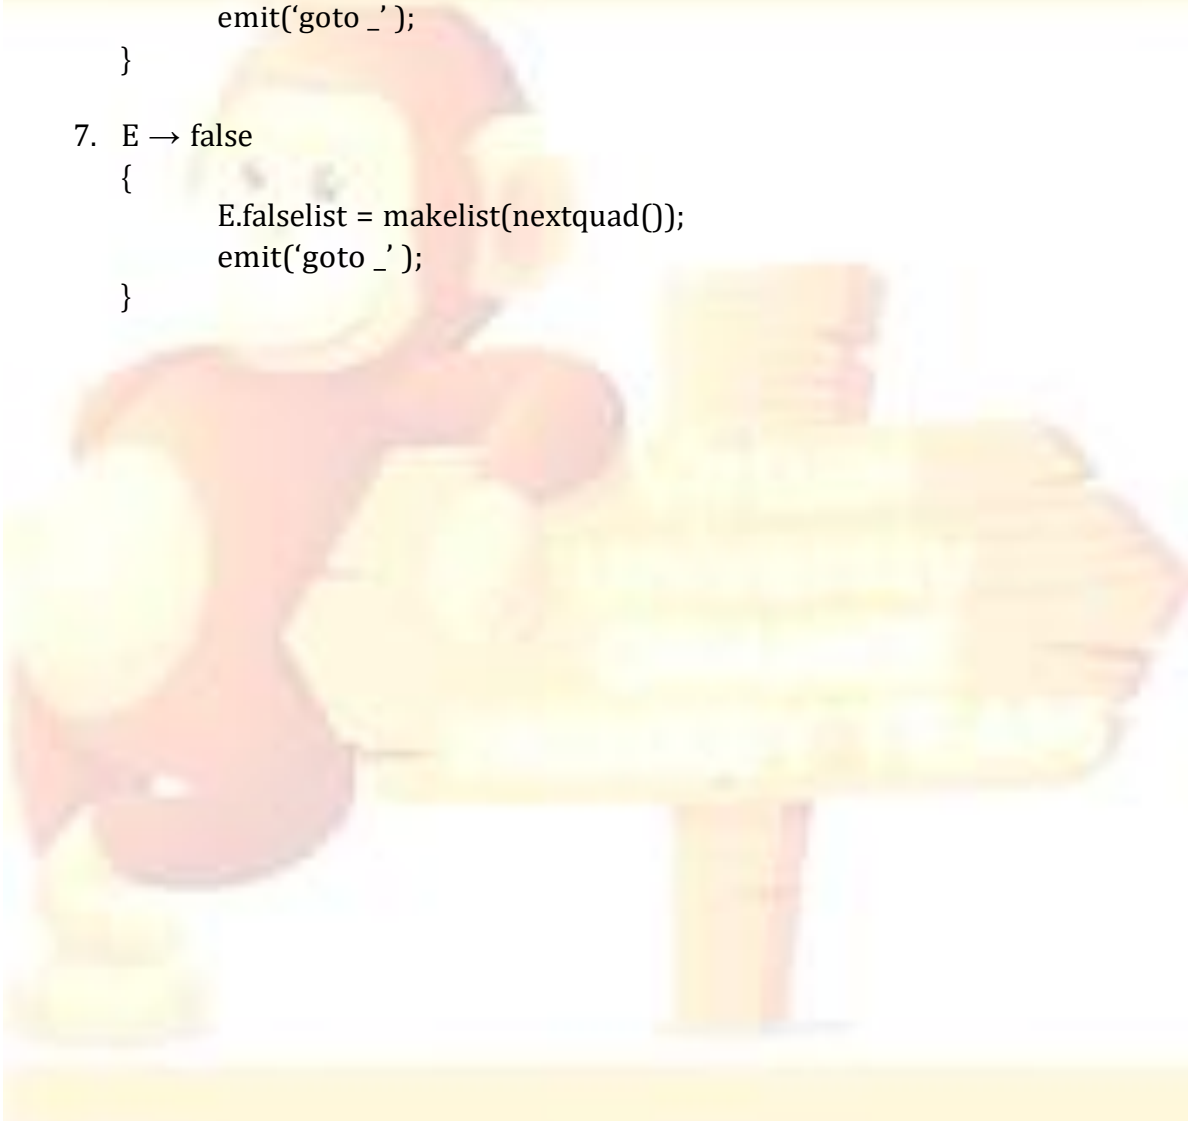 emit(‘goto _’ );
}
7. E → false
{
E.falselist = makelist(nextquad());
emit(‘goto _’ );
}